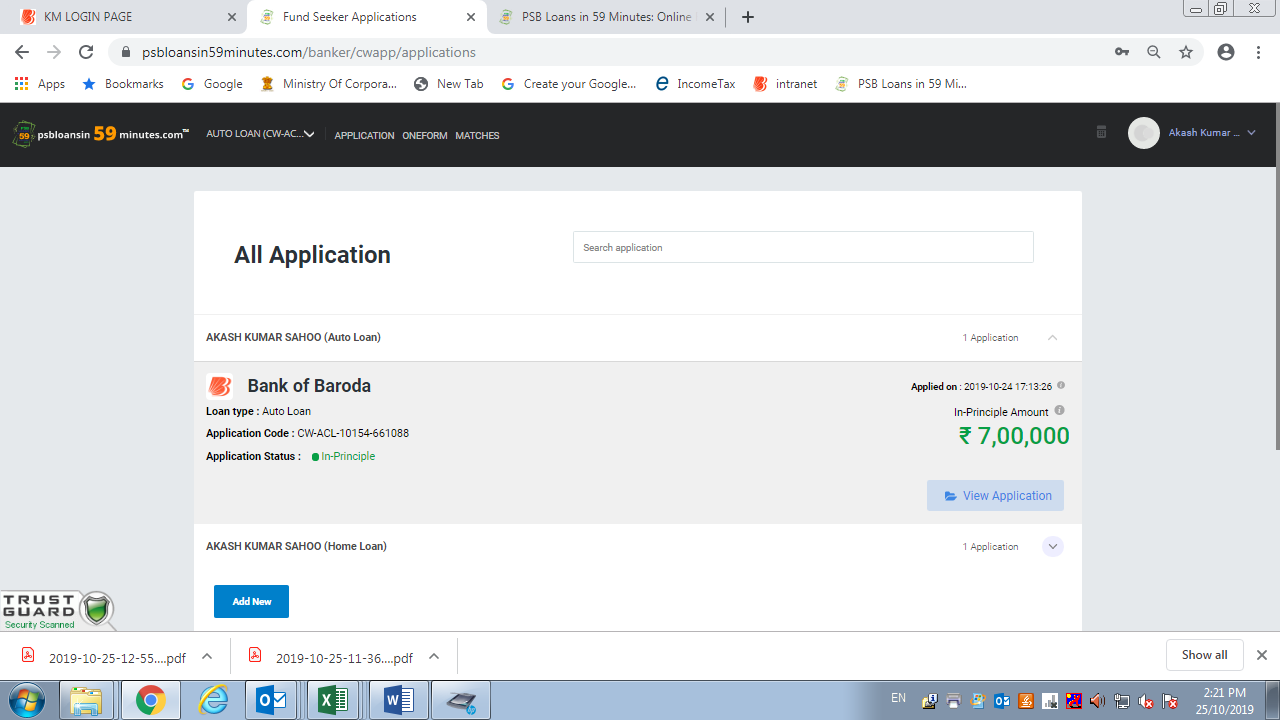 KM LOGIN PAGE
Fund Seeker Applications
PSB Loans in 59 Minutes: Online
psbloansin59minutes.com/banker/cwapp/applications
Apps
Bookmarks
Google
Ministry Of Corpora...
New Tab
Create your Google...
IncomeTax
intranet
PSB Loans in 59 Mi...
psbloansin 59 minutes.com™
AUTO LOAN (CW-AC...
APPLICATION
ONEFORM
MATCHES
Akash Kumar ...
All Application
Search application
AKASH KUMAR SAHOO (Auto Loan)
1 Application
Bank of Baroda
Applied on : 2019-10-24 17:13:26
Loan type : Auto Loan
In-Principle Amount
Application Code : CW-ACL-10154-661088
₹ 7,00,000
Application Status : In-Principle
View Application
AKASH KUMAR SAHOO (Home Loan)
1 Application
Add New
TRUST
GUARD
Security Scanned
2019-10-25-12-55....pdf
2019-10-25-11-36....pdf
Show all
EN
2:21 PM
25/10/2019